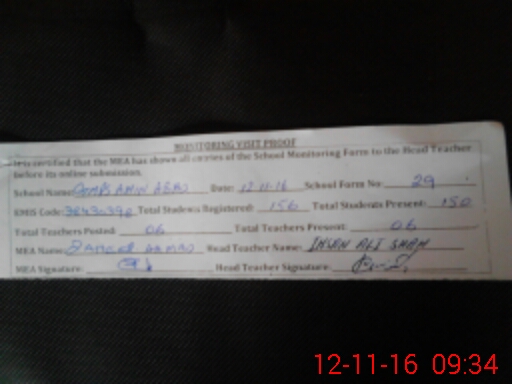 MONITORING VISIT PROOF
It is certified that the MEA has shown all entries of the School Monitoring Form to the Head Teacher
before its online submission.
School Name: Date: 12-11-16 School Form No: 29
EMIS Code: Total Students Registered: 156 Total Students Present: 150
Total Teachers Posted: 06 Total Teachers Present: 06
MEA Name: Head Teacher Name: IHSAN ALI SHAH
MEA Signature: Head Teacher Signature:
12-11-16 09:34